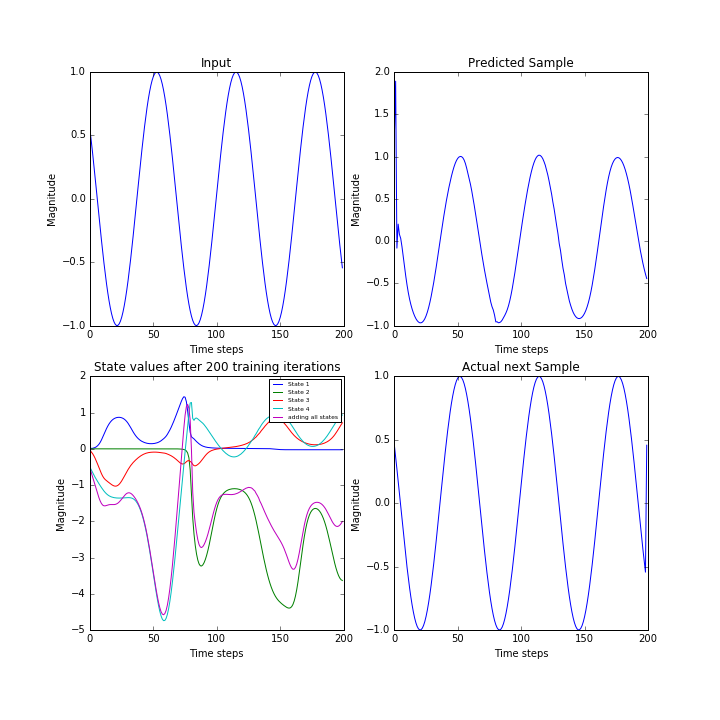 Input
1.0
0.5
0.0
−0.5
−1.0
Magnitude
0 50 100 150 200
Time steps
Predicted Sample
2.0
1.5
1.0
0.5
0.0
−0.5
−1.0
Magnitude
0 50 100 150 200
Time steps
State values after 200 training iterations
2
1
0
−1
−2
−3
−4
−5
Magnitude
State 1
State 2
State 3
State 4
adding all states
0 50 100 150 200
Time steps
Actual next Sample
1.0
0.5
0.0
−0.5
−1.0
Magnitude
0 50 100 150 200
Time steps